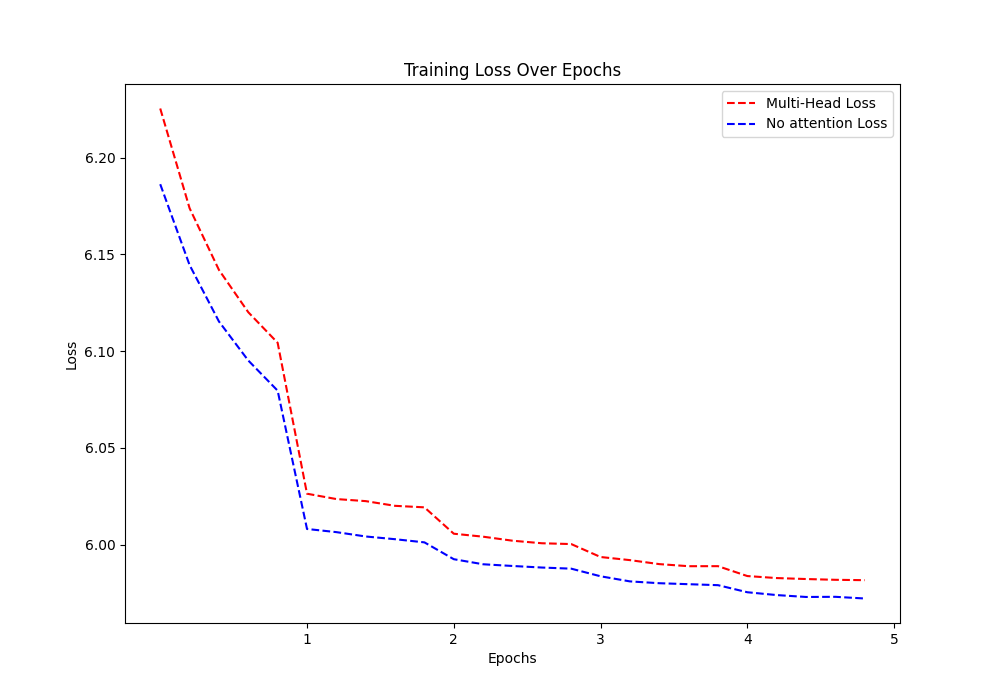 Training Loss Over Epochs
Multi-Head Loss
No attention Loss
6.20
6.15
6.10
6.05
6.00
Loss
1 2 3 4 5
Epochs